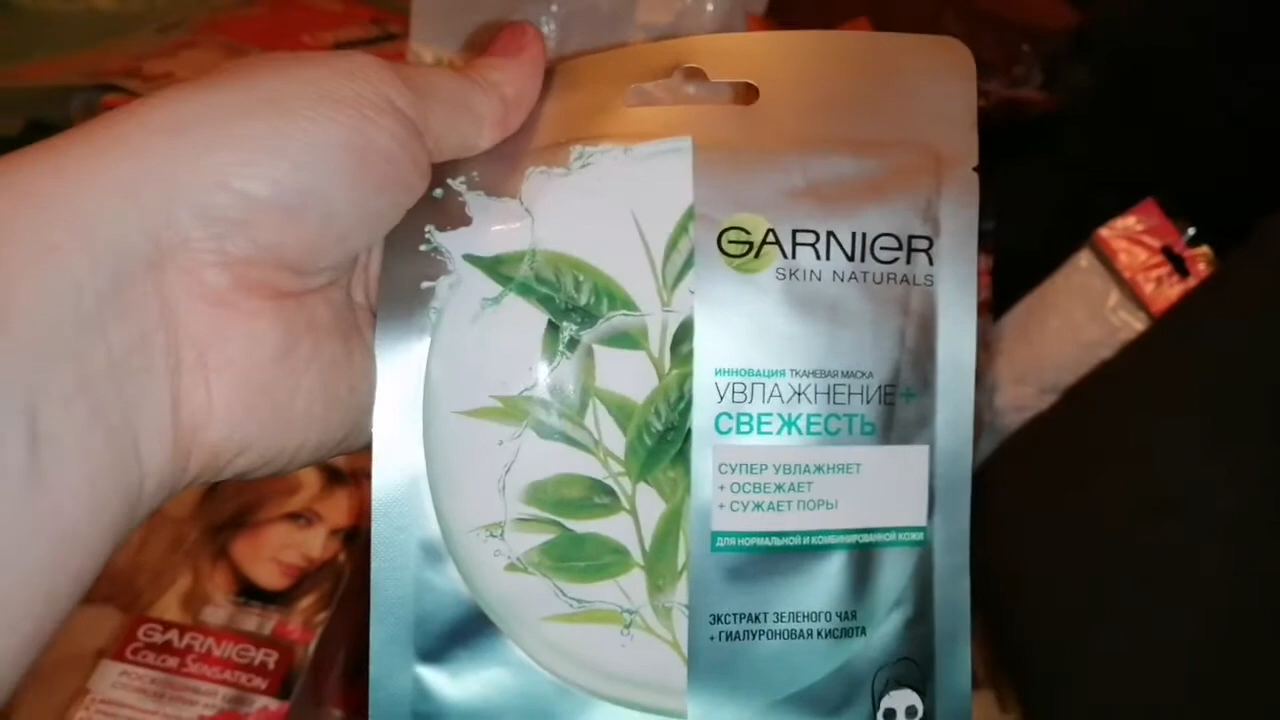 GARNIER
SKIN NATURALS
ИННОВАЦИЯ ТКАНЕВАЯ МАСКА
УВЛАЖНЕНИЕ+
СВЕЖЕСТЬ
СУПЕР УВЛАЖНЯЕТ
+ ОСВЕЖАЕТ
+ СУЖАЕТ ПОРЫ
ДЛЯ НОРМАЛЬНОЙ И КОМБИНИРОВАННОЙ КОЖИ
ЭКСТРАКТ ЗЕЛЕНОГО ЧАЯ
+ ГИАЛУРОНОВАЯ КИСЛОТА
GARNIER
COLOR SENSATION